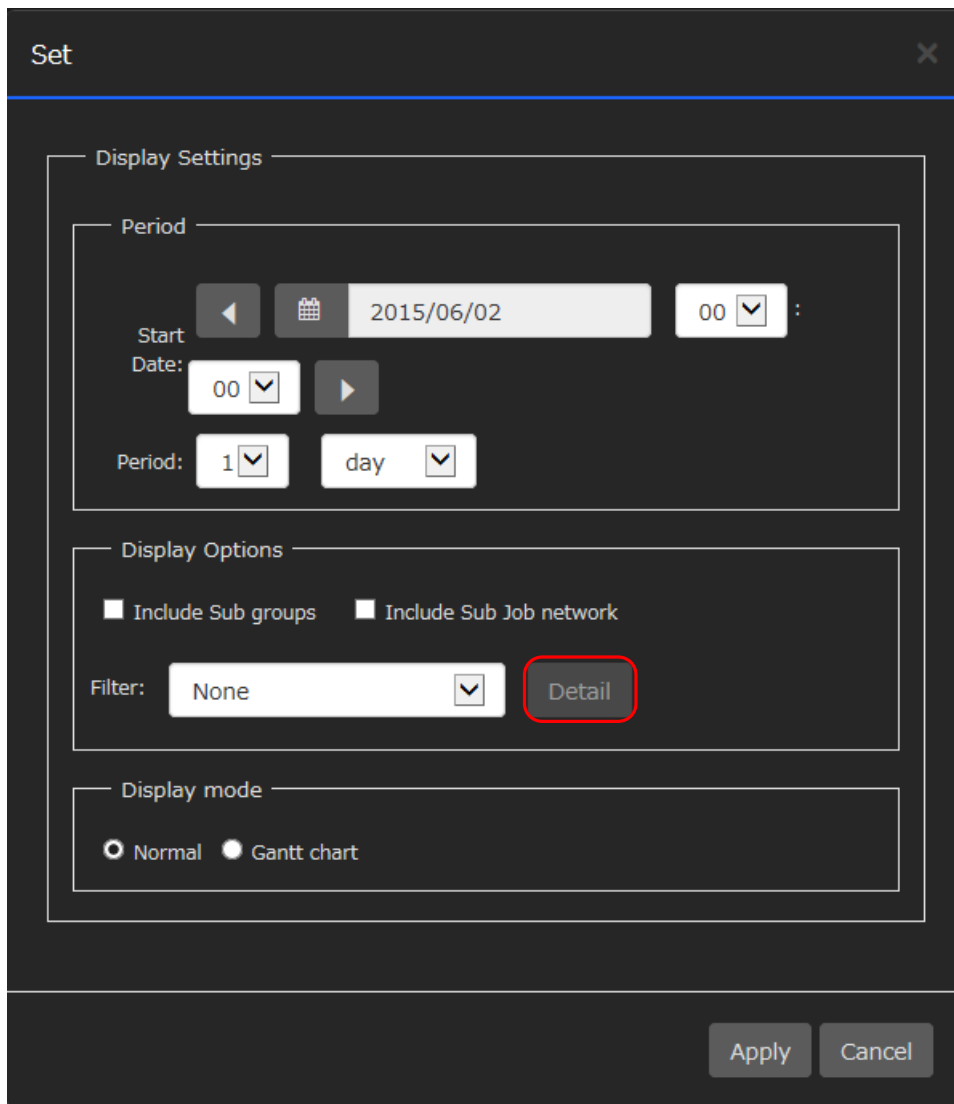 Set
Display Settings
Period
2015/06/02 00 :
Start
Date:
00
Period: 1 day
Display Options
Include Sub groups Include Sub Job network
Filter: None Detail
Display mode
Normal Gantt chart
Apply Cancel